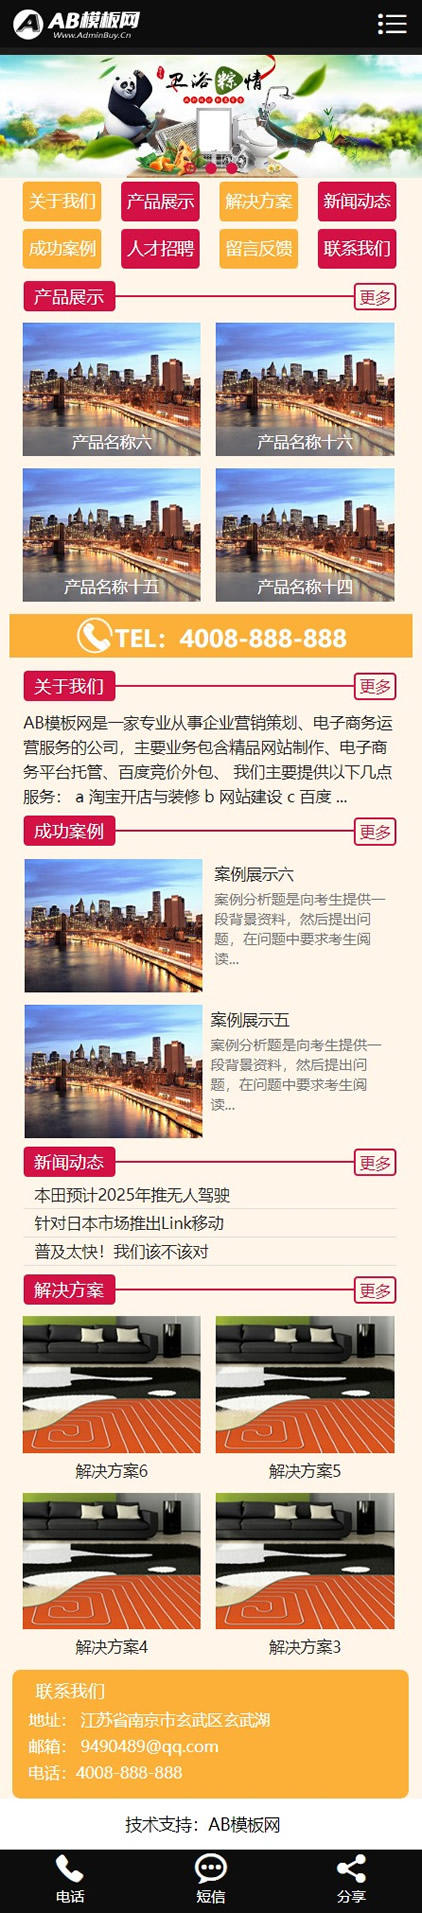 AB模板网
Www.AdminBuy.Cn
卫浴粽情
关于我们 产品展示 解决方案 新闻动态
成功案例 人才招聘 留言反馈 联系我们
产品展示 更多
产品名称六 产品名称十六
产品名称十五 产品名称十四
TEL：4008-888-888
关于我们 更多
AB模板网是一家专业从事企业营销策划、电子商务运
营服务的公司，主要业务包含精品网站制作、电子商
务平台托管、百度竞价外包、 我们主要提供以下几点
服务： a 淘宝开店与装修 b 网站建设 c 百度 ...
成功案例 更多
案例展示六
案例分析题是向考生提供一
段背景资料，然后提出问
题，在问题中要求考生阅
读...
案例展示五
案例分析题是向考生提供一
段背景资料，然后提出问
题，在问题中要求考生阅
读...
新闻动态 更多
本田预计2025年推无人驾驶
针对日本市场推出Link移动
普及太快！我们该不该对
解决方案 更多
解决方案6 解决方案5
解决方案4 解决方案3
联系我们
地址： 江苏省南京市玄武区玄武湖
邮箱： 9490489@qq.com
电话：4008-888-888
技术支持：AB模板网
电话 短信 分享